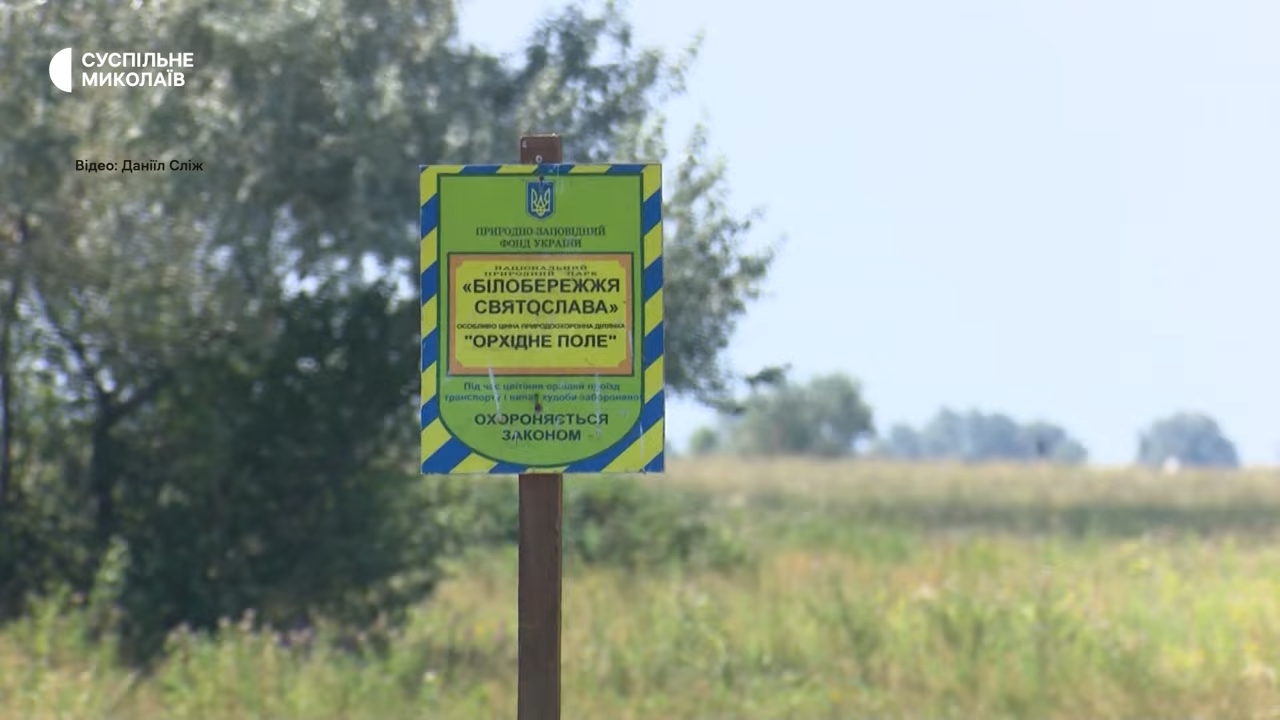 СУСПІЛЬНЕ
МИКОЛАЇВ
Відео: Даніїл Сліж
ПРИРОДНО-ЗАПОВІДНИЙ
ФОНД УКРАЇНИ
НАЦІОНАЛЬНИЙ
ПРИРОДНИЙ ПАРК
«БІЛОБЕРЕЖЖЯ
СВЯТОСЛАВА»
ОСОБЛИВО ЦІННА ПРИРОДООХОРОННА ДІЛЯНКА
"ОРХІДНЕ ПОЛЕ"
Під час цвітіння орхідей проїзд
транспорту і випас худоби заборонено!
ОХОРОНЯЄТЬСЯ
ЗАКОНОМ